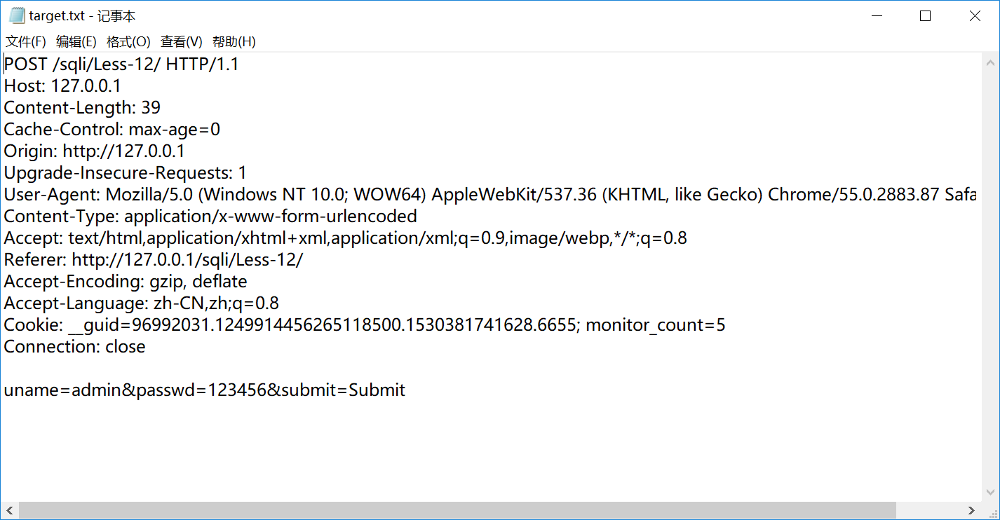 target.txt - 记事本
文件(F) 编辑(E) 格式(O) 查看(V) 帮助(H)
POST /sqli/Less-12/ HTTP/1.1
Host: 127.0.0.1
Content-Length: 39
Cache-Control: max-age=0
Origin: http://127.0.0.1
Upgrade-Insecure-Requests: 1
User-Agent: Mozilla/5.0 (Windows NT 10.0; WOW64) AppleWebKit/537.36 (KHTML, like Gecko) Chrome/55.0.2883.87 Safa
Content-Type: application/x-www-form-urlencoded
Accept: text/html,application/xhtml+xml,application/xml;q=0.9,image/webp,*/*;q=0.8
Referer: http://127.0.0.1/sqli/Less-12/
Accept-Encoding: gzip, deflate
Accept-Language: zh-CN,zh;q=0.8
Cookie: __guid=96992031.1249914456265118500.1530381741628.6655; monitor_count=5
Connection: close
uname=admin&passwd=123456&submit=Submit